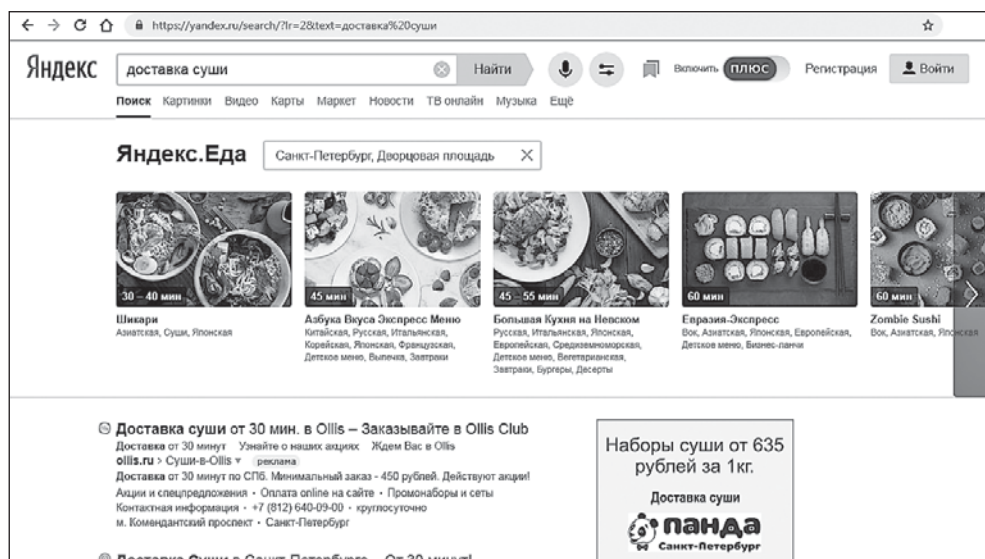 https://yandex.ru/search/?lr=2&text=доставка%20суши
Яндекс
доставка суши
Найти
Включить ПЛЮС
Регистрация
Войти
Поиск Картинки Видео Карты Маркет Новости ТВ онлайн Музыка Ещё
Яндекс.Еда
Санкт-Петербург, Дворцовая площадь
30 – 40 мин
Шикари
Азиатская, Суши, Японская
45 мин
Азбука Вкуса Экспресс Меню
Китайская, Русская, Итальянская,
Корейская, Японская, Французская,
Детское меню, Выпечка, Завтраки
45 – 55 мин
Большая Кухня на Невском
Русская, Итальянская, Японская,
Европейская, Средиземноморская,
Детское меню, Вегетарианская,
Завтраки, Бургеры, Десерты
60 мин
Евразия-Экспресс
Вок, Азиатская, Японская, Европейская,
Детское меню, Бизнес-ланчи
60 мин
Zombie Sushi
Вок, Азиатская, Японская
Доставка суши от 30 мин. в Ollis – Заказывайте в Ollis Club
Доставка от 30 минут Узнайте о наших акциях Ждем Вас в Ollis
ollis.ru > Суши-в-Ollis реклама
Доставка от 30 минут по СПб. Минимальный заказ - 450 рублей. Действуют акции!
Акции и спецпредложения · Оплата online на сайте · Промонаборы и сеты
Контактная информация · +7 (812) 640-09-00 · круглосуточно
м. Комендантский проспект · Санкт-Петербург
Доставка Суши в Санкт-Петербурге – От 30 минут!
Наборы суши от 635
рублей за 1кг.
Доставка суши
панда
Санкт-Петербург